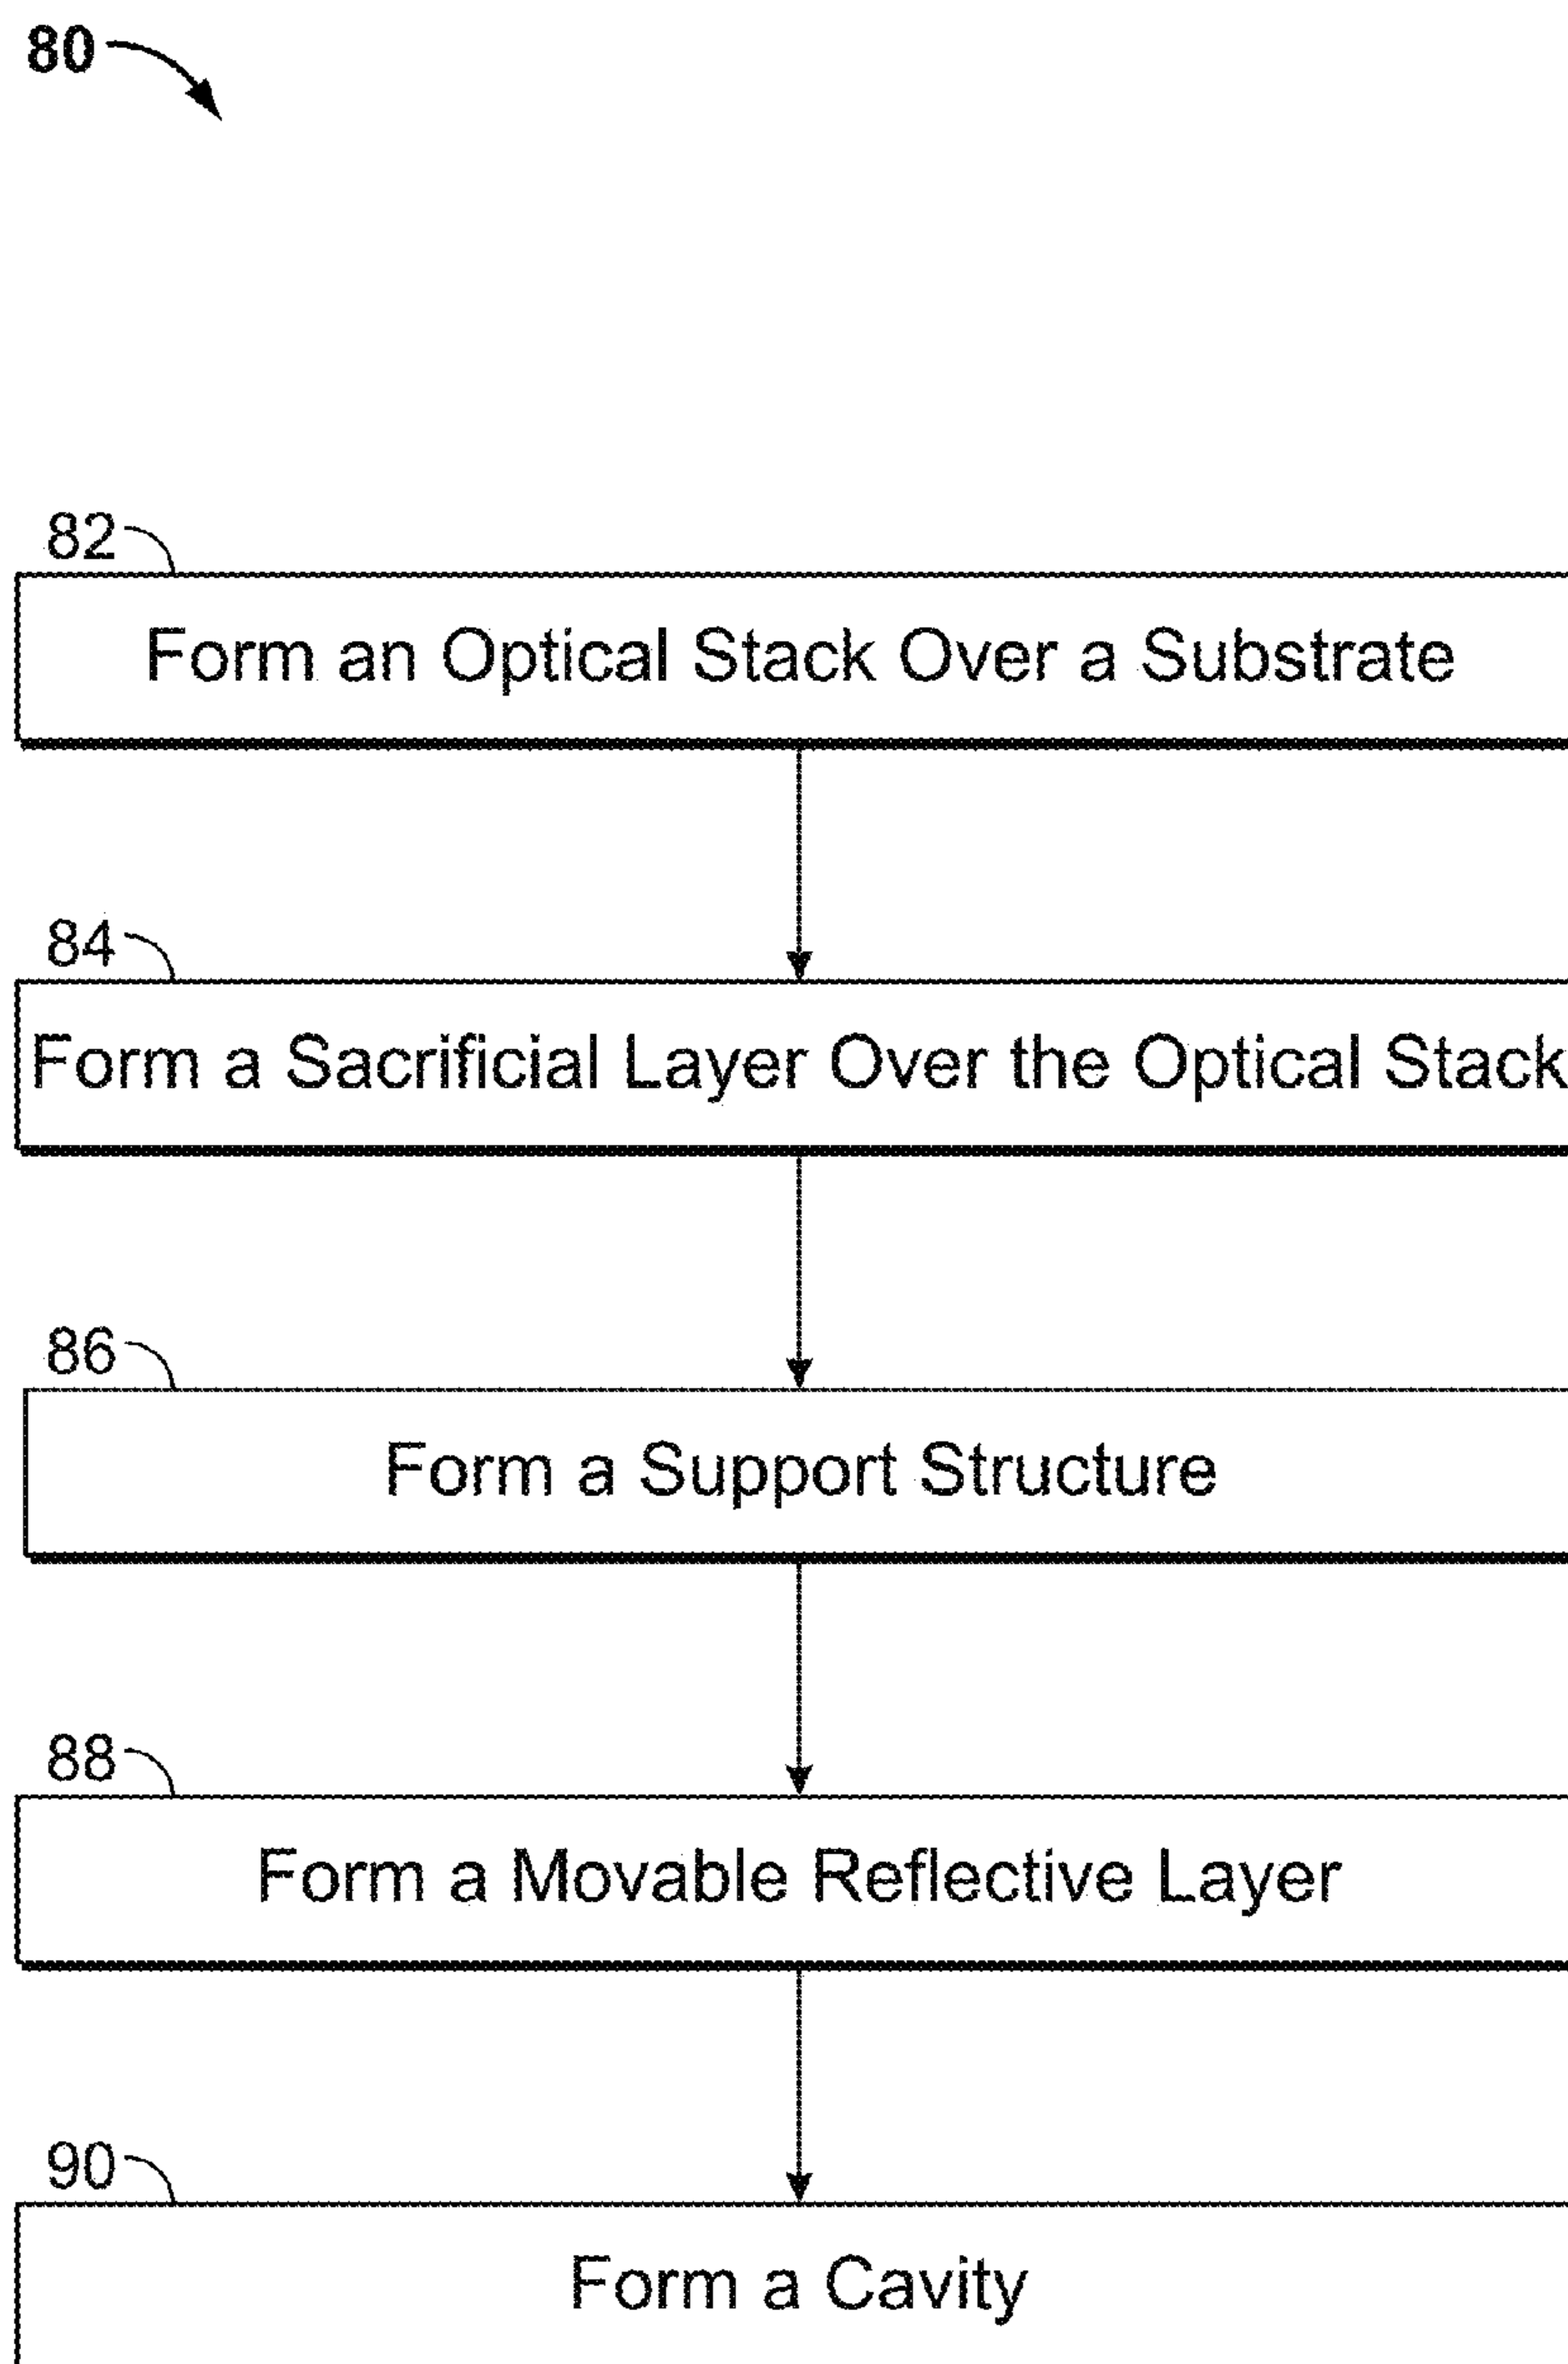 80
82
Form an Optical Stack Over a Substrate
84
Form a Sacrificial Layer Over the Optical Stack
86
Form a Support Structure
88
Form a Movable Reflective Layer
90
Form a Cavity